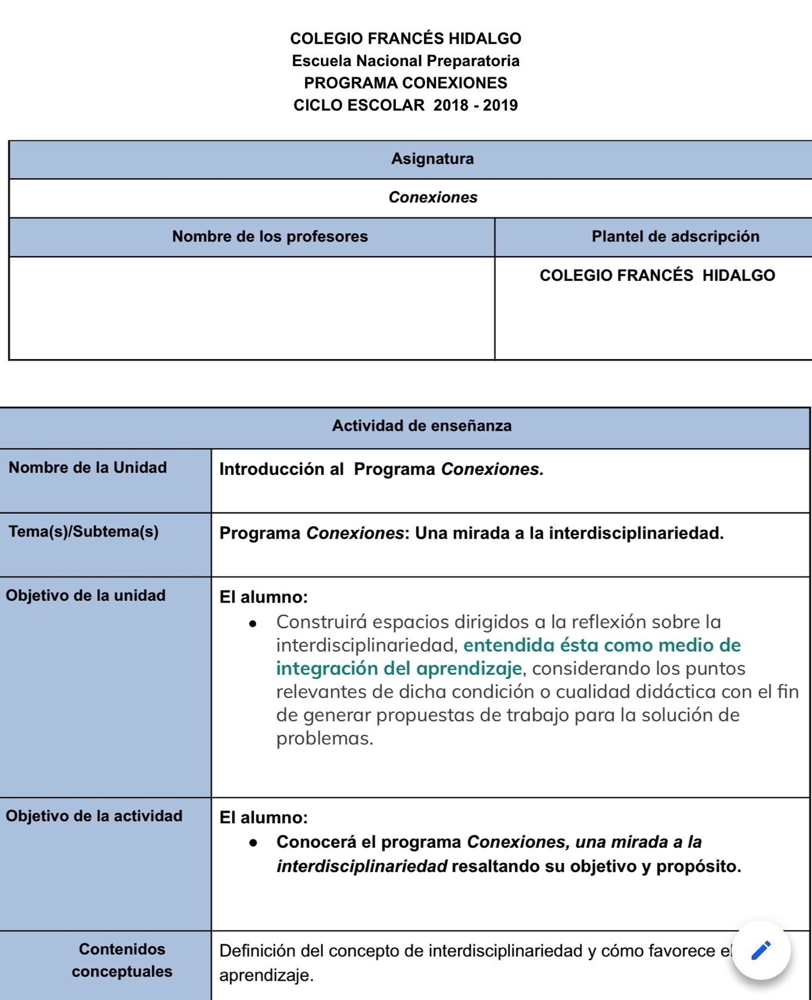 COLEGIO FRANCÉS HIDALGO
Escuela Nacional Preparatoria
PROGRAMA CONEXIONES
CICLO ESCOLAR 2018 - 2019
Asignatura
Conexiones
Nombre de los profesores
Plantel de adscripción
COLEGIO FRANCÉS HIDALGO
Actividad de enseñanza
Nombre de la Unidad
Introducción al Programa Conexiones.
Tema(s)/Subtema(s)
Programa Conexiones: Una mirada a la interdisciplinariedad.
Objetivo de la unidad
El alumno:
● Construirá espacios dirigidos a la reflexión sobre la
interdisciplinariedad, entendida ésta como medio de
integración del aprendizaje, considerando los puntos
relevantes de dicha condición o cualidad didáctica con el fin
de generar propuestas de trabajo para la solución de
problemas.
Objetivo de la actividad
El alumno:
● Conocerá el programa Conexiones, una mirada a la
interdisciplinariedad resaltando su objetivo y propósito.
Contenidos
conceptuales
Definición del concepto de interdisciplinariedad y cómo favorece el
aprendizaje.